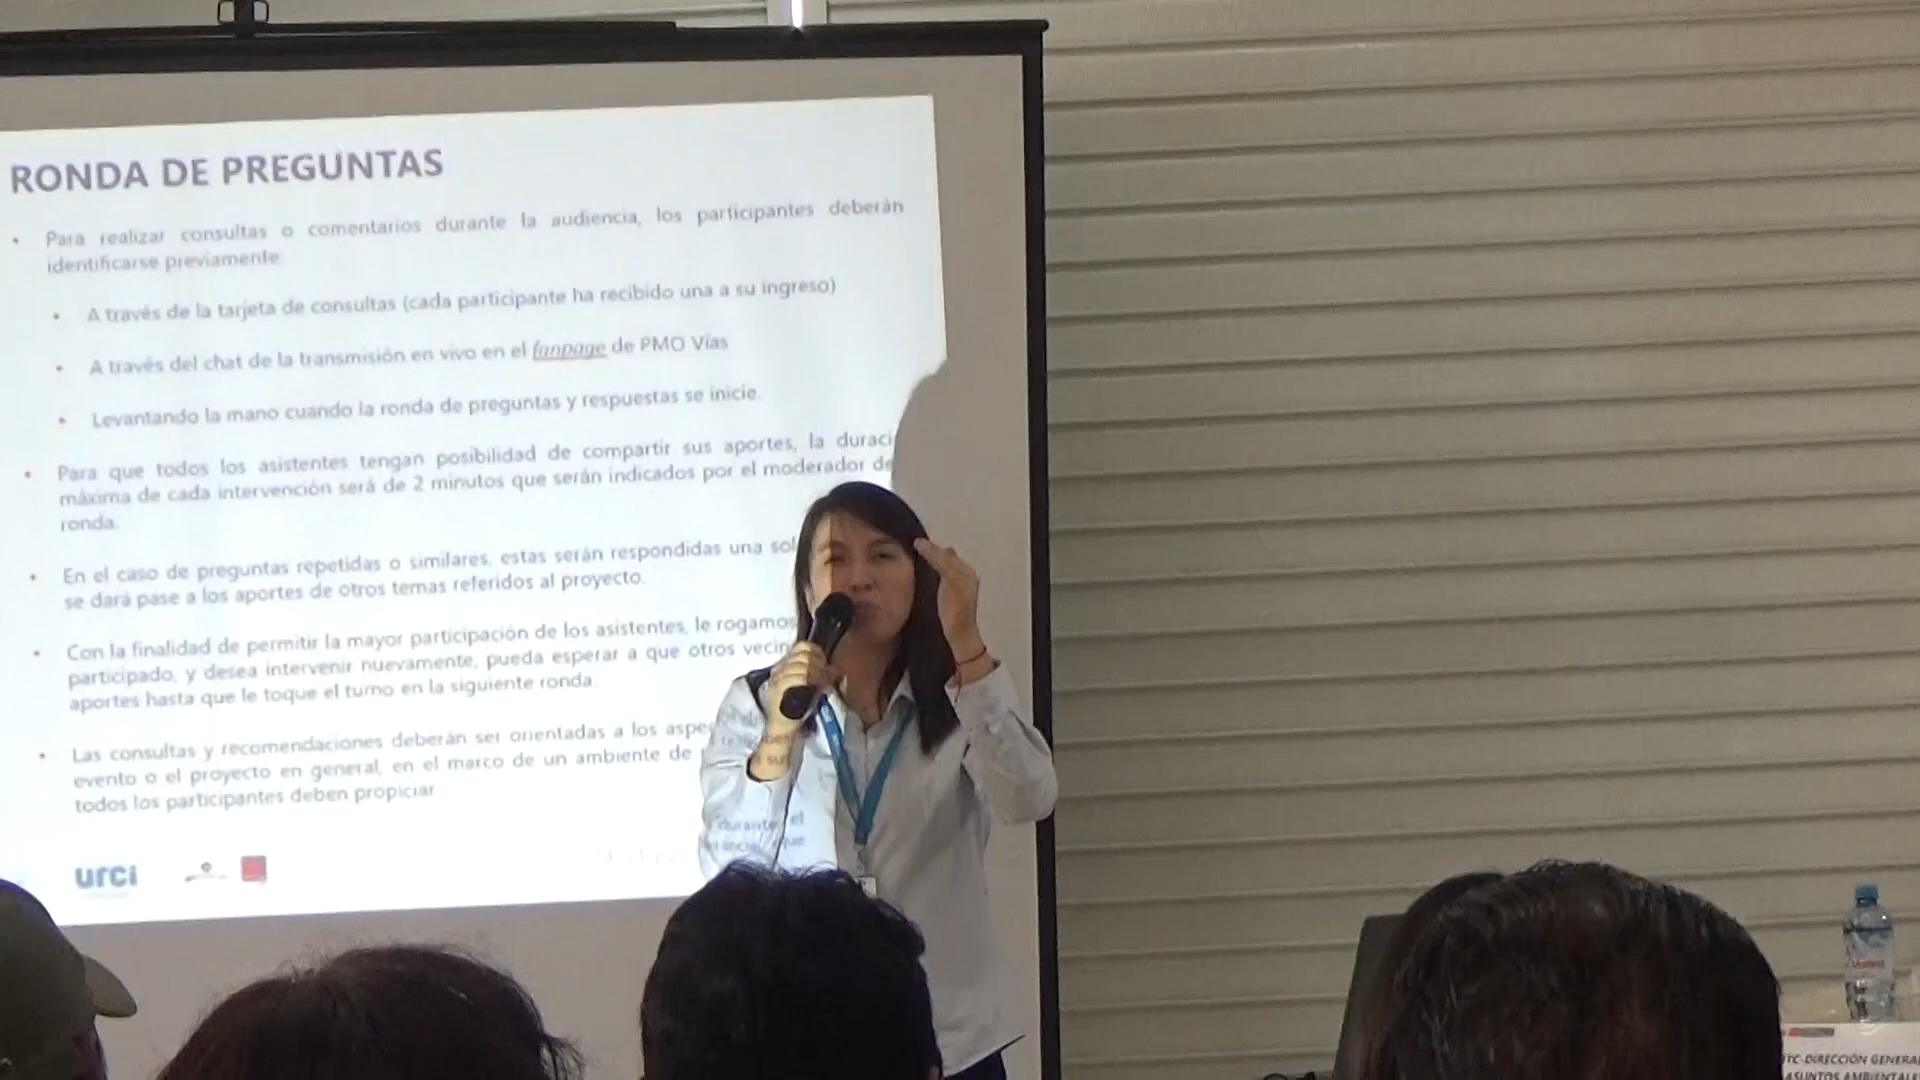 RONDA DE PREGUNTAS
• Para realizar consultas o comentarios durante la audiencia, los participantes deberán
identificarse previamente:
• A través de la tarjeta de consultas (cada participante ha recibido una a su ingreso)
• A través del chat de la transmisión en vivo en el fanpage de PMO Vías
• Levantando la mano cuando la ronda de preguntas y respuestas se inicie.
• Para que todos los asistentes tengan posibilidad de compartir sus aportes, la duraci
máxima de cada intervención será de 2 minutos que serán indicados por el moderador de
ronda.
• En el caso de preguntas repetidas o similares, estas serán respondidas una sol
se dará pase a los aportes de otros temas referidos al proyecto.
• Con la finalidad de permitir la mayor participación de los asistentes, le rogamos
participado, y desea intervenir nuevamente, pueda esperar a que otros vecin
aportes hasta que le toque el turno en la siguiente ronda.
• Las consultas y recomendaciones deberán ser orientadas a los aspe
evento o el proyecto en general, en el marco de un ambiente de
todos los participantes deben propiciar
durante el
que
urci
DIRECCIÓN GENERA
ASUNTOS AMBIENTALE